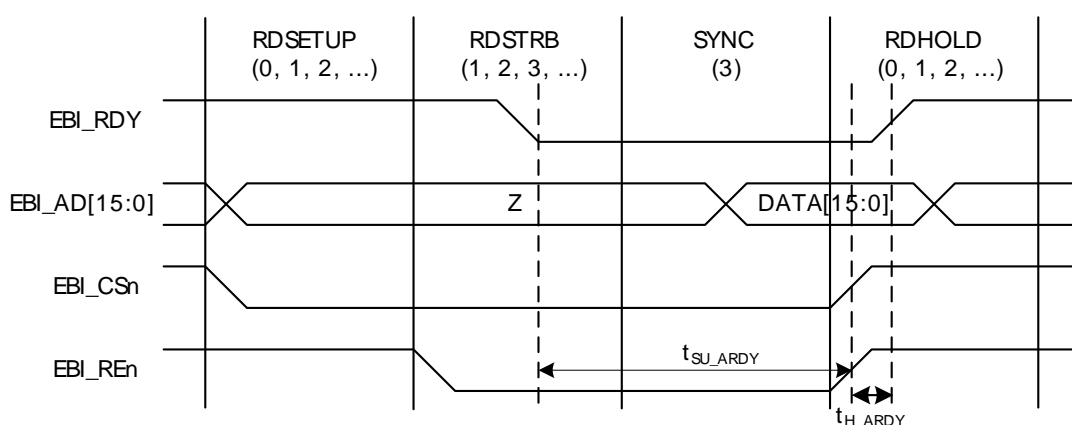 RDSETUP RDSTRB SYNC RDHOLD
(0, 1, 2, ...) (1, 2, 3, ...) (3) (0, 1, 2, ...)
EBI_RDY
EBI_AD[15:0] Z DATA[15:0]
EBI_CSn
EBI_REn tSU_ARDY
tH_ARDY